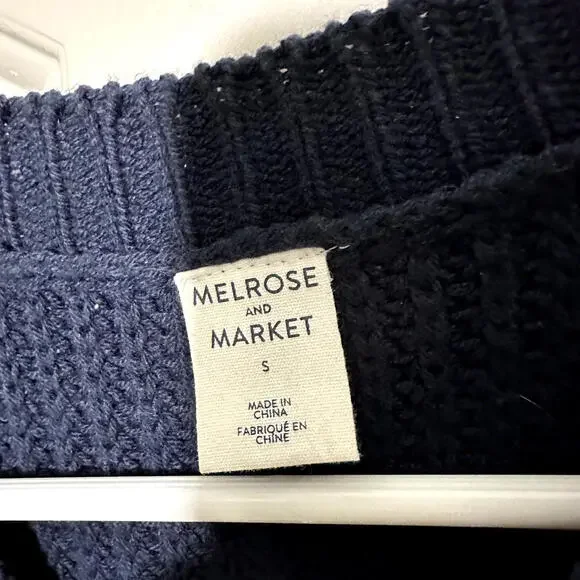 MELROSE
AND
MARKET
S
MADE IN
CHINA
FABRIQUÉ EN
CHINE